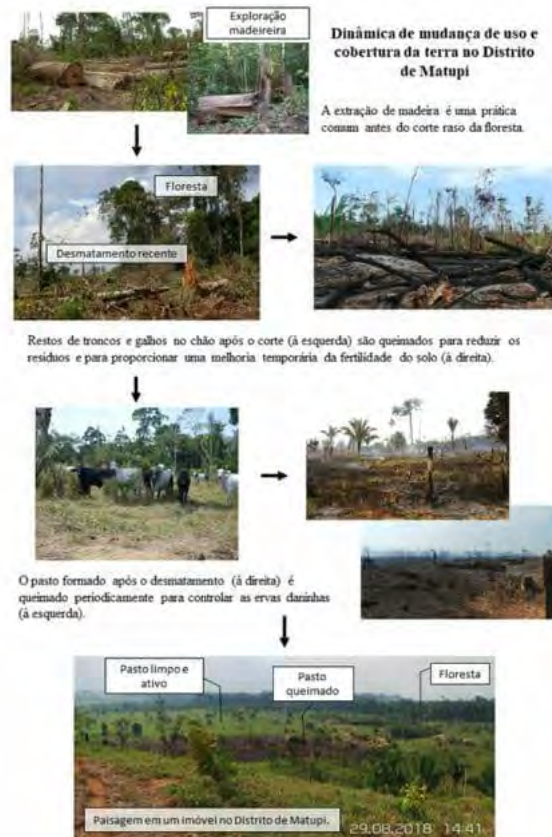 Exploração
madeireira
Dinâmica de mudança de uso e
cobertura da terra no Distrito
de Matupi
A extração de madeira é uma prática
comum antes do corte raso da floresta.
Floresta
Desmatamento recente
Restos de troncos e galhos no chão após o corte (à esquerda) são queimados para reduzir os
resíduos e para proporcionar uma melhoria temporária da fertilidade do solo (à direita).
O pasto formado após o desmatamento (à direita) é
queimado periodicamente para controlar as ervas daninhas
(à esquerda).
Pasto limpo e
ativo
Pasto
queimado
Floresta
Paisagem em um imóvel no Distrito de Matupi.
29.08.2018 14:41